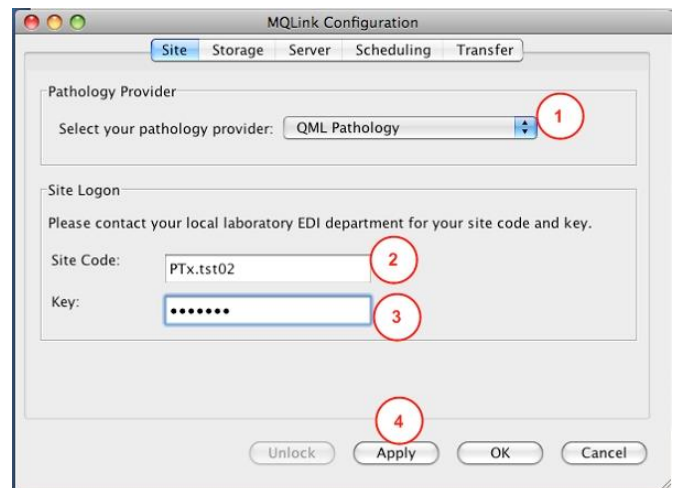 MQLink Configuration
Site Storage Server Scheduling Transfer
Pathology Provider
Select your pathology provider: QML Pathology
1
Site Logon
Please contact your local laboratory EDI department for your site code and key.
Site Code: PTx.tst02
2
Key: •••••••
3
4
Unlock Apply OK Cancel